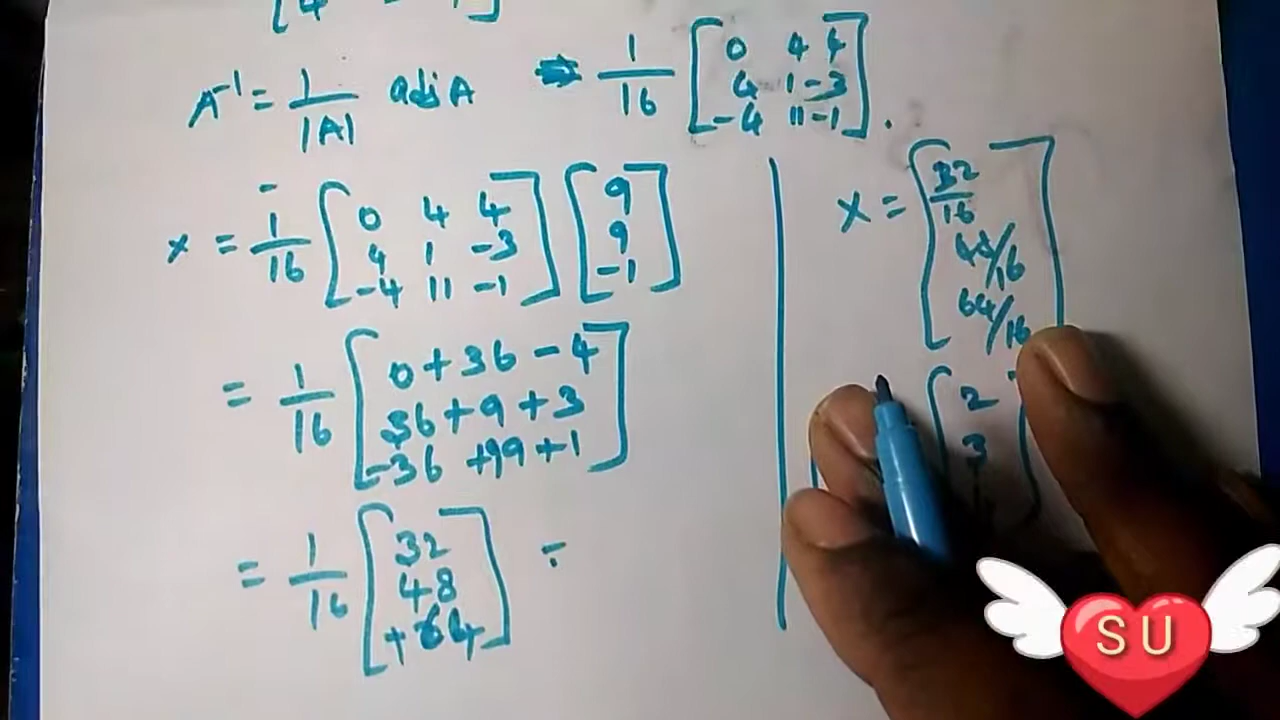 A⁻¹ = 1/|A| adj A 1/16 [0 4 4
4 1 -3
-4 11 -1].
x = 1/16 [0 4 4
4 1 -3
-4 11 -1] [9
9
-1]
= 1/16 [0 + 36 - 4
36 + 9 + 3
-36 + 99 + 1]
= 1/16 [32
48
+64] =
x = [32/16
48/16
64/16]
[2
3
SU